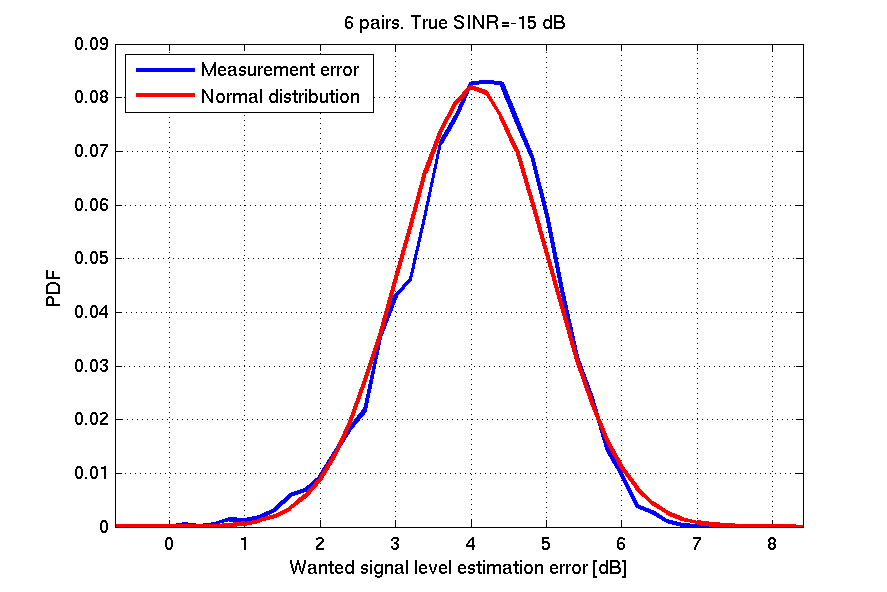 6 pairs. True SINR=-15 dB
Measurement error
Normal distribution
0.09
0.08
0.07
0.06
0.05
0.04
0.03
0.02
0.01
0
PDF
0 1 2 3 4 5 6 7 8
Wanted signal level estimation error [dB]